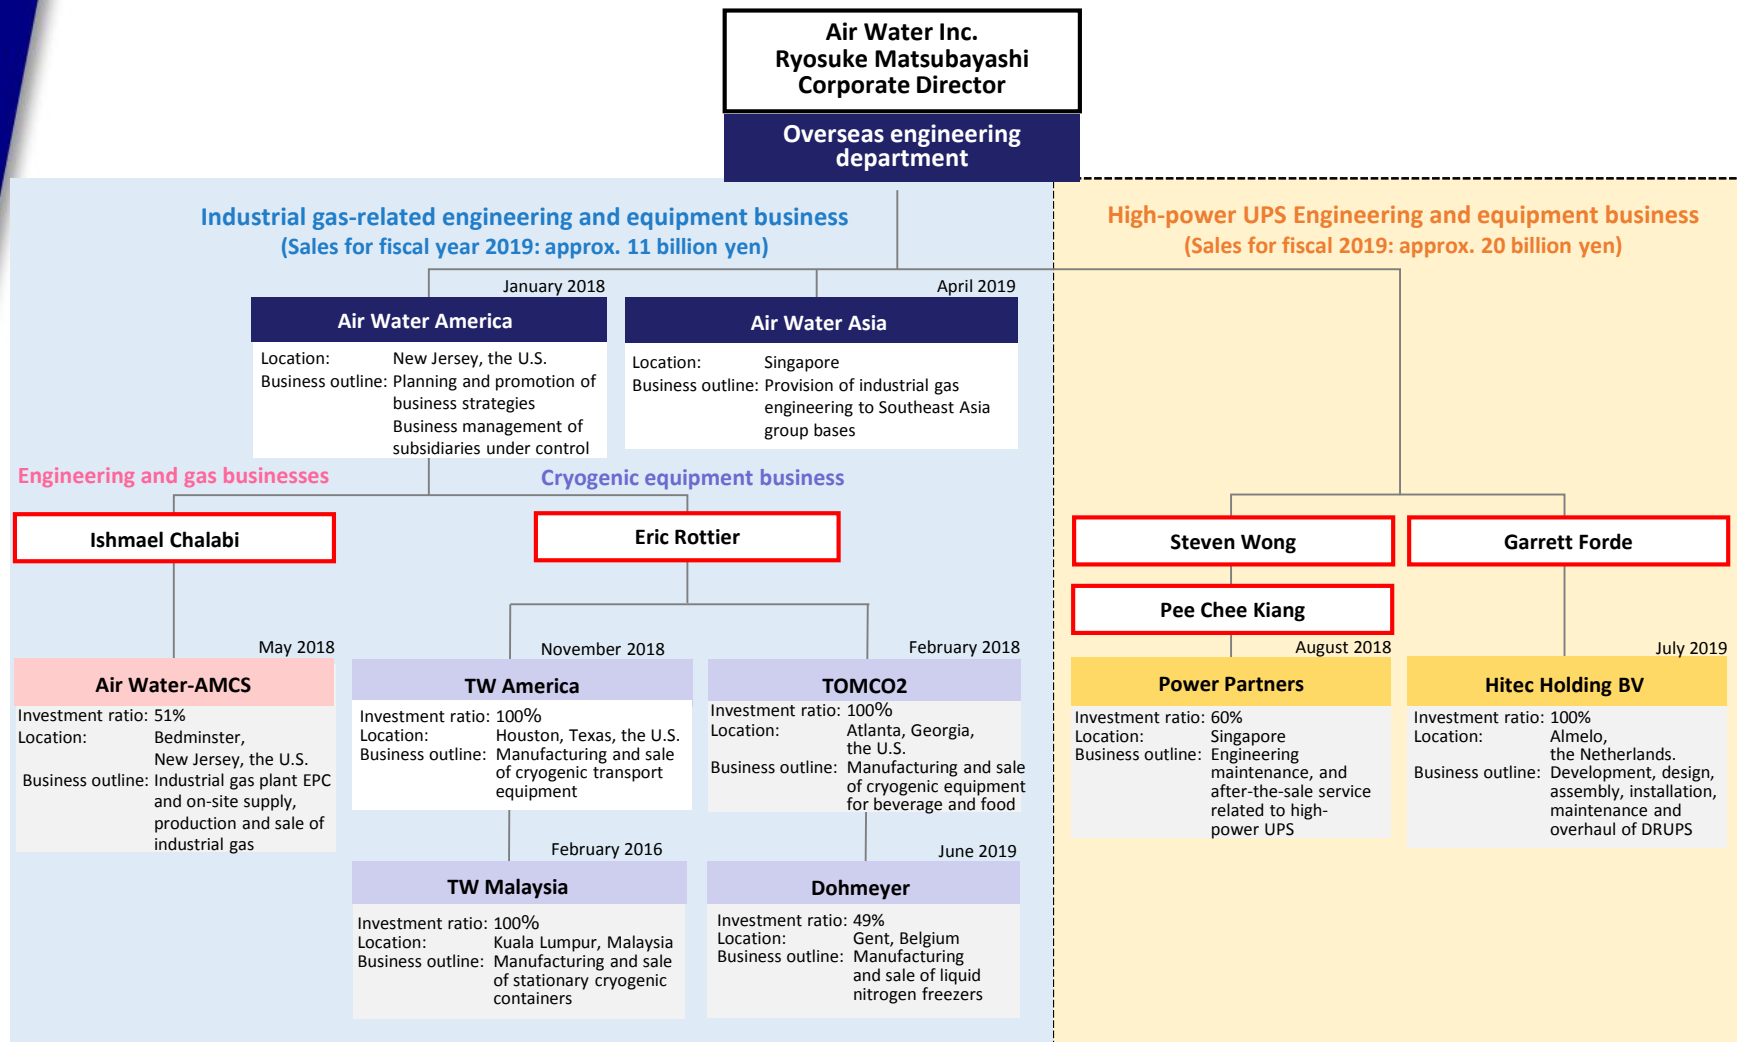 Air Water Inc.
Ryosuke Matsubayashi
Corporate Director
Overseas engineering
department
Industrial gas-related engineering and equipment business
(Sales for fiscal year 2019: approx. 11 billion yen)
High-power UPS Engineering and equipment business
(Sales for fiscal 2019: approx. 20 billion yen)
January 2018
Air Water America
Location: New Jersey, the U.S.
Business outline: Planning and promotion of
business strategies
Business management of
subsidiaries under control
April 2019
Air Water Asia
Location: Singapore
Business outline: Provision of industrial gas
engineering to Southeast Asia
group bases
Engineering and gas businesses
Cryogenic equipment business
Ishmael Chalabi
Eric Rottier
Steven Wong
Garrett Forde
Pee Chee Kiang
May 2018
Air Water-AMCS
Investment ratio: 51%
Location: Bedminster,
New Jersey, the U.S.
Business outline: Industrial gas plant EPC
and on-site supply,
production and sale of
industrial gas
November 2018
TW America
Investment ratio: 100%
Location: Houston, Texas, the U.S.
Business outline: Manufacturing and sale
of cryogenic transport
equipment
February 2018
TOMCO2
Investment ratio: 100%
Location: Atlanta, Georgia,
the U.S.
Business outline: Manufacturing and sale
of cryogenic equipment
for beverage and food
August 2018
Power Partners
Investment ratio: 60%
Location: Singapore
Business outline: Engineering
maintenance, and
after-the-sale service
related to high-
power UPS
July 2019
Hitec Holding BV
Investment ratio: 100%
Location: Almelo,
the Netherlands.
Business outline: Development, design,
assembly, installation,
maintenance and
overhaul of DRUPS
February 2016
TW Malaysia
Investment ratio: 100%
Location: Kuala Lumpur, Malaysia
Business outline: Manufacturing and sale
of stationary cryogenic
containers
June 2019
Dohmeyer
Investment ratio: 49%
Location: Gent, Belgium
Business outline: Manufacturing
and sale of liquid
nitrogen freezers